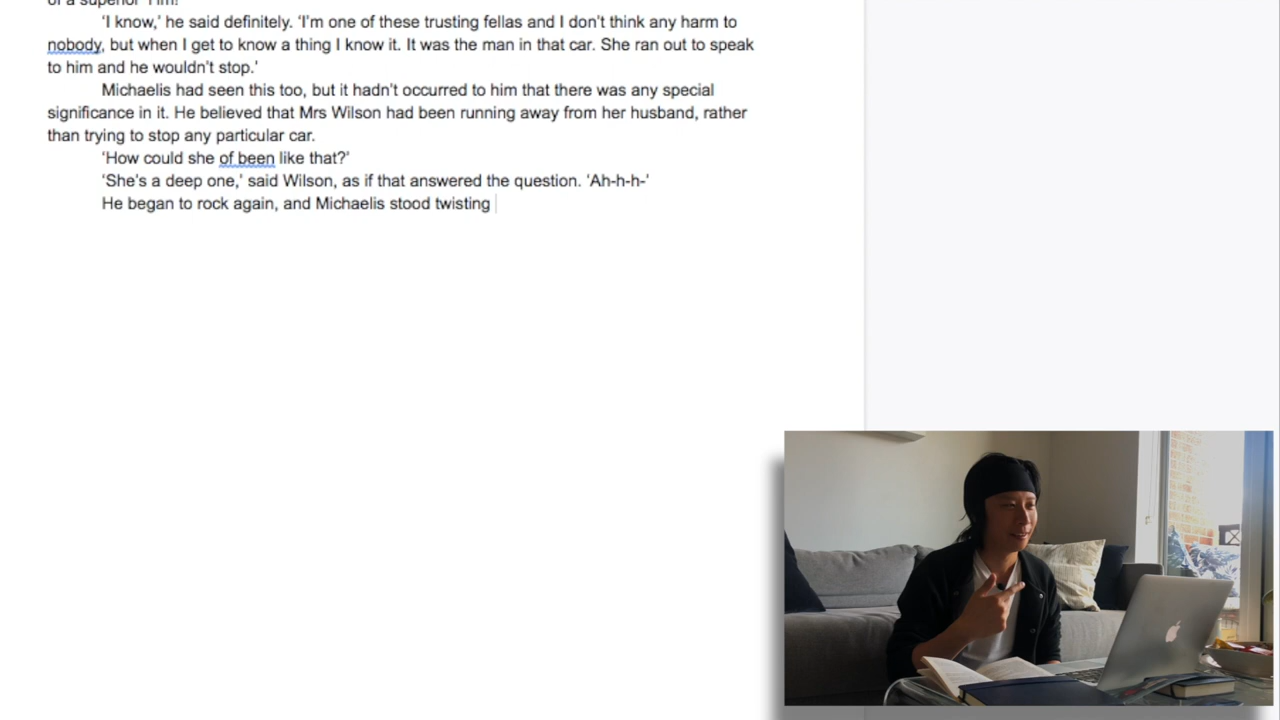 of a superior 'Him!'
'I know,' he said definitely. 'I'm one of these trusting fellas and I don't think any harm to
nobody, but when I get to know a thing I know it. It was the man in that car. She ran out to speak
to him and he wouldn't stop.'
Michaelis had seen this too, but it hadn't occurred to him that there was any special
significance in it. He believed that Mrs Wilson had been running away from her husband, rather
than trying to stop any particular car.
'How could she of been like that?'
'She's a deep one,' said Wilson, as if that answered the question. 'Ah-h-h-'
He began to rock again, and Michaelis stood twisting